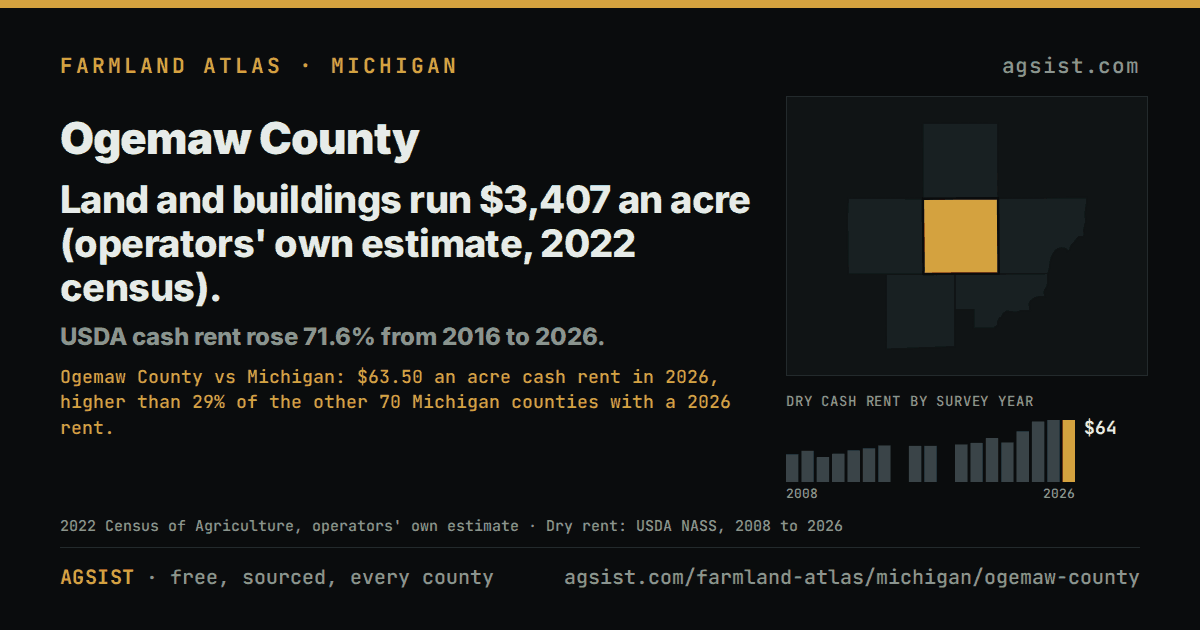 FARMLAND ATLAS · MICHIGAN
agsist.com
Ogemaw County
Land and buildings run $3,407 an acre
(operators' own estimate, 2022
census).
USDA cash rent rose 71.6% from 2016 to 2026.
Ogemaw County vs Michigan: $63.50 an acre cash rent in 2026,
higher than 29% of the other 70 Michigan counties with a 2026
rent.
DRY CASH RENT BY SURVEY YEAR
$64
2008
2026
2022 Census of Agriculture, operators' own estimate · Dry rent: USDA NASS, 2008 to 2026
AGSIST · free, sourced, every county
agsist.com/farmland-atlas/michigan/ogemaw-county